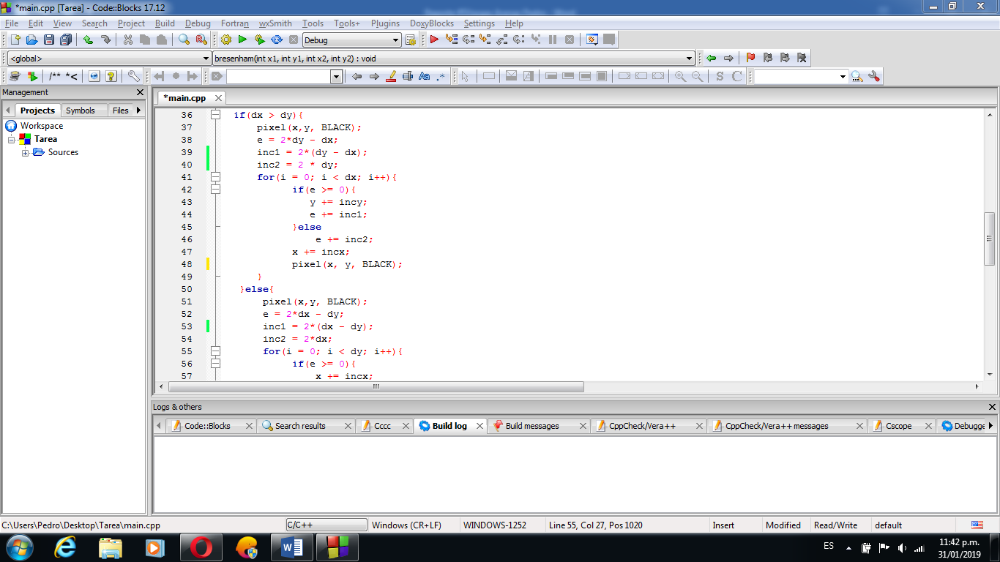 *main.cpp [Tarea] - Code::Blocks 17.12
File Edit View Search Project Build Debug Fortran wxSmith Tools Tools+ Plugins DoxyBlocks Settings Help
Debug
<global> bresenham(int x1, int y1, int x2, int y2) : void
/** *<
Management
*main.cpp
Projects Symbols Files
Workspace
Tarea
Sources
36 if(dx > dy){
37 pixel(x,y, BLACK);
38 e = 2*dy - dx;
39 inc1 = 2*(dy - dx);
40 inc2 = 2 * dy;
41 for(i = 0; i < dx; i++){
42 if(e >= 0){
43 y += incy;
44 e += inc1;
45 }else
46 e += inc2;
47 x += incx;
48 pixel(x, y, BLACK);
49 }
50 }else{
51 pixel(x,y, BLACK);
52 e = 2*dx - dy;
53 inc1 = 2*(dx - dy);
54 inc2 = 2*dx;
55 for(i = 0; i < dy; i++){
56 if(e >= 0){
57 x += incx;
Logs & others
Code::Blocks Search results Cccc Build log Build messages CppCheck/Vera++ CppCheck/Vera++ messages Cscope Debugge
C:\Users\Pedro\Desktop\Tarea\main.cpp C/C++ Windows (CR+LF) WINDOWS-1252 Line 55, Col 27, Pos 1020 Insert Modified Read/Write default
ES
11:42 p.m.
31/01/2019